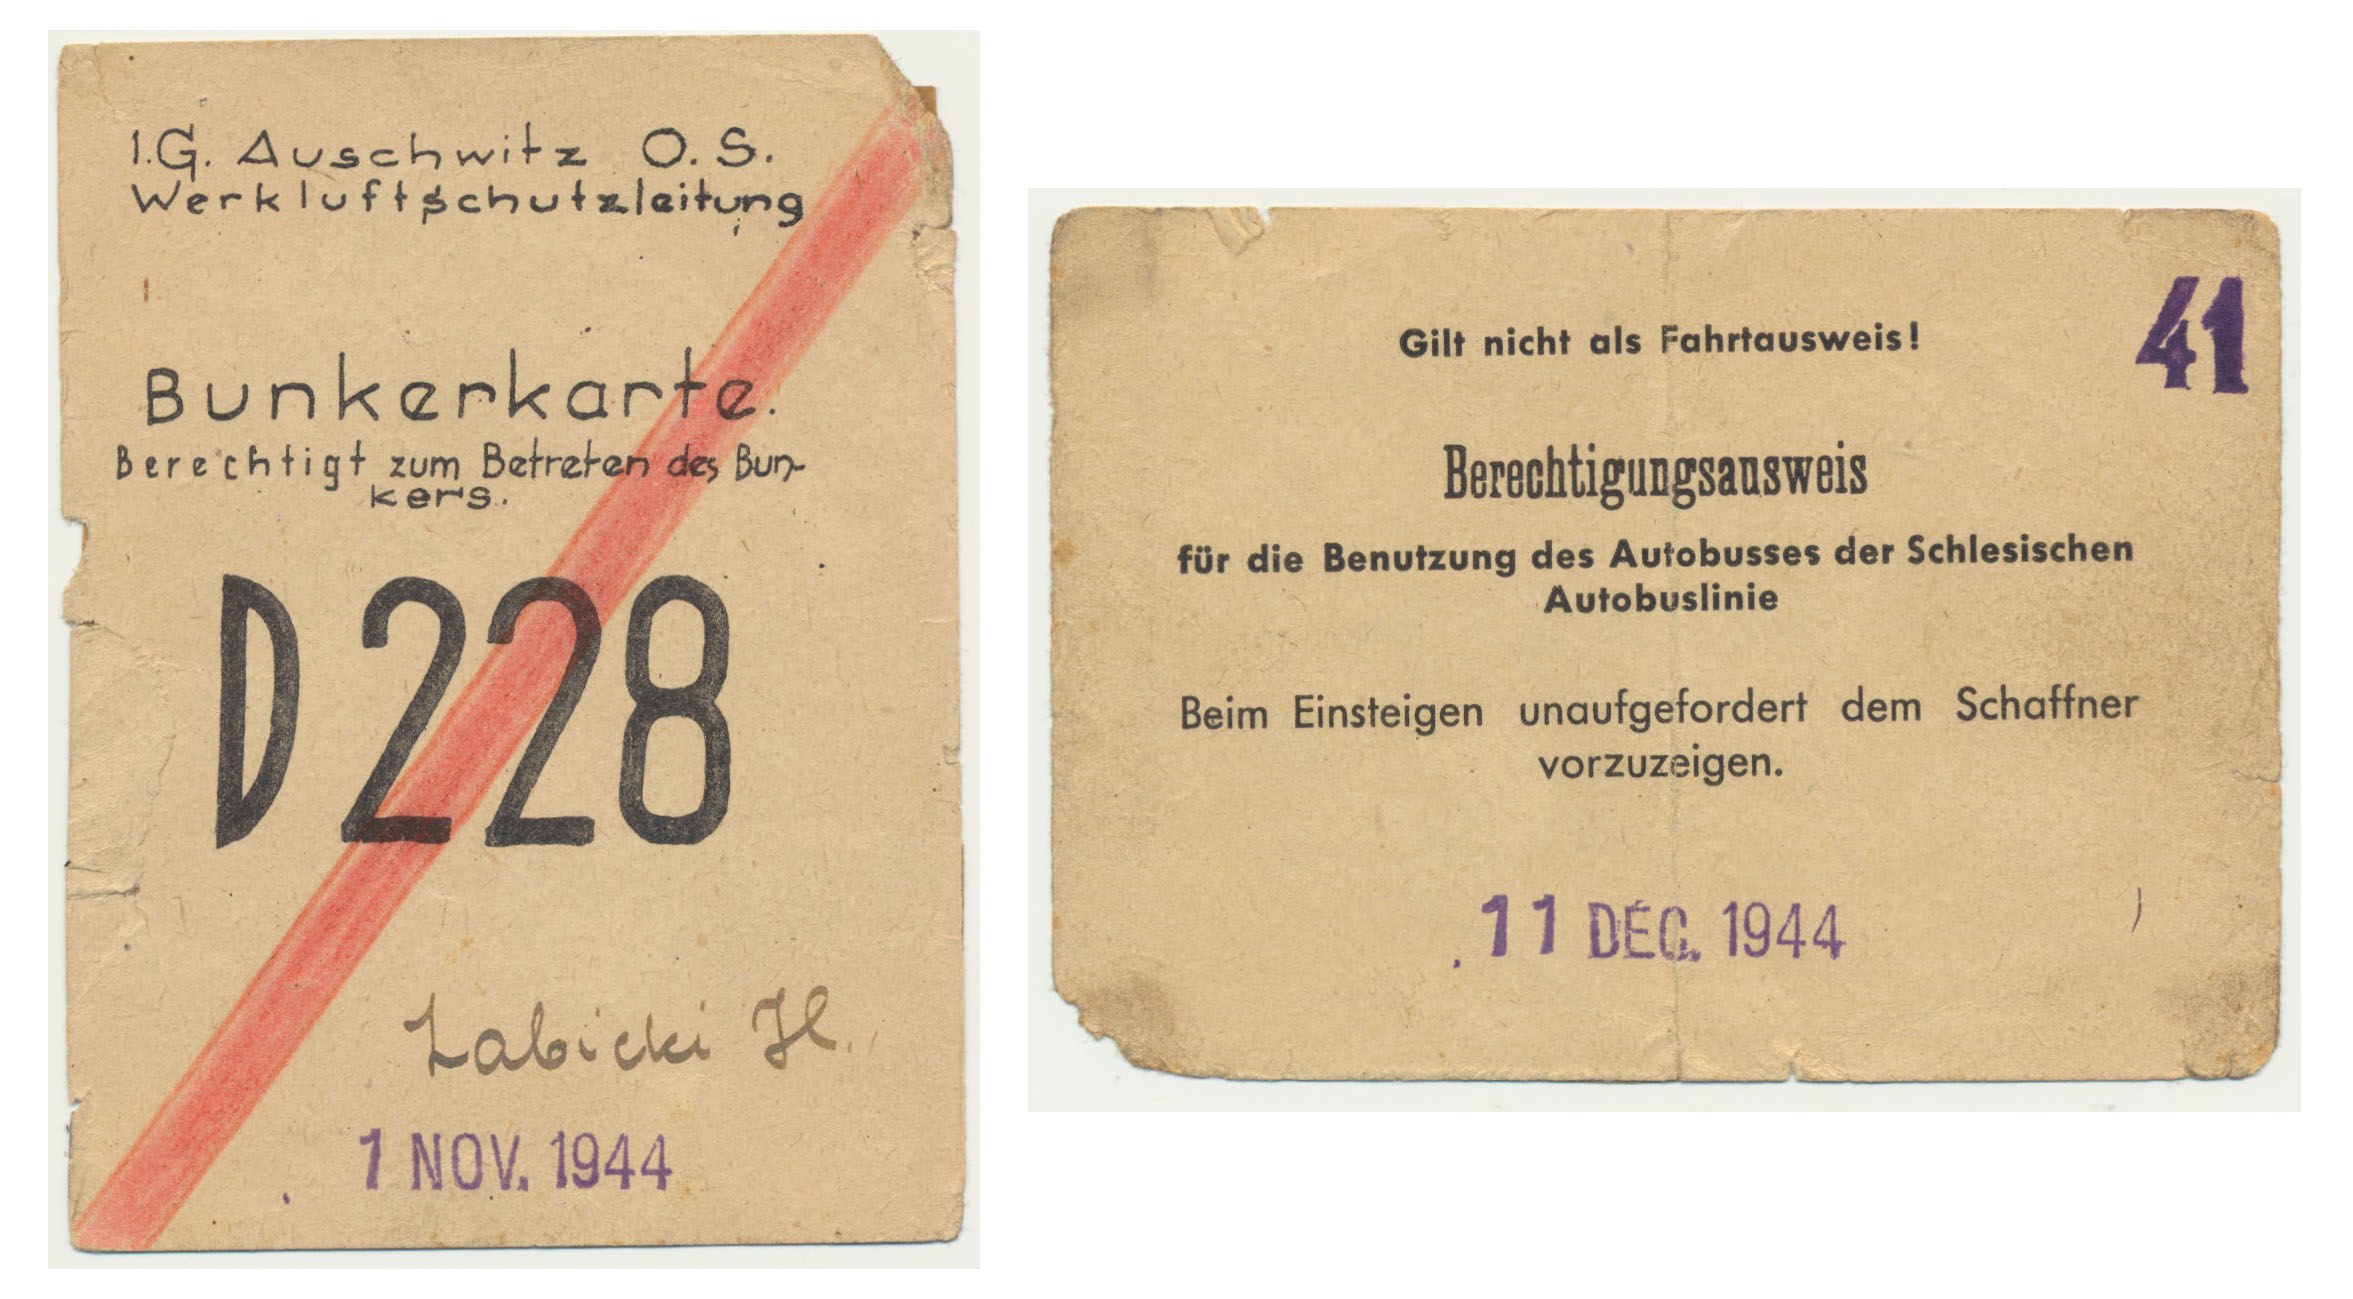 I.G. Auschwitz O.S.
Werkluftschutzleitung
Bunkerkarte.
Berechtigt zum Betreten des Bun-
kers.
D 228
Labicki H.
1 NOV. 1944
Gilt nicht als Fahrtausweis!
41
Berechtigungsausweis
für die Benutzung des Autobusses der Schlesischen
Autobuslinie
Beim Einsteigen unaufgefordert dem Schaffner
vorzuzeigen.
11 DEC. 1944